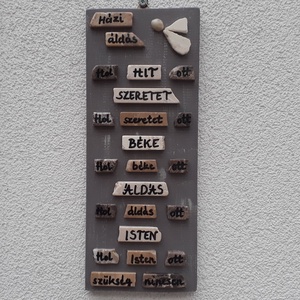 Házi
áldás
Hol HIT ott
SZERETET
Hol szeretet ott
BÉKE
Hol béke ott
ÁLDÁS
Hol áldás ott
ISTEN
Hol Isten ott
szükség nincsen